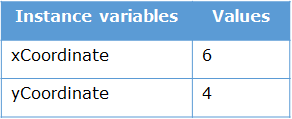 Instance variables Values
xCoordinate 6
yCoordinate 4